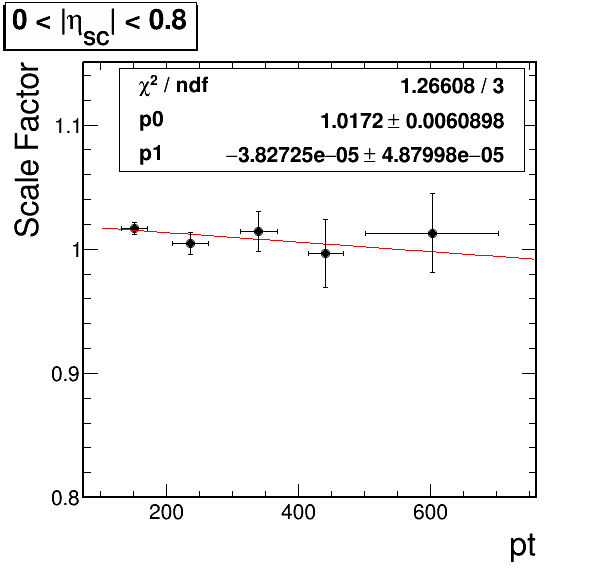 0 < |η_SC| < 0.8
χ² / ndf 1.26608 / 3
p0 1.0172 ± 0.0060898
p1 −3.82725e−05 ± 4.87998e−05
Scale Factor
1.1
1
0.9
0.8
200 400 600
pt